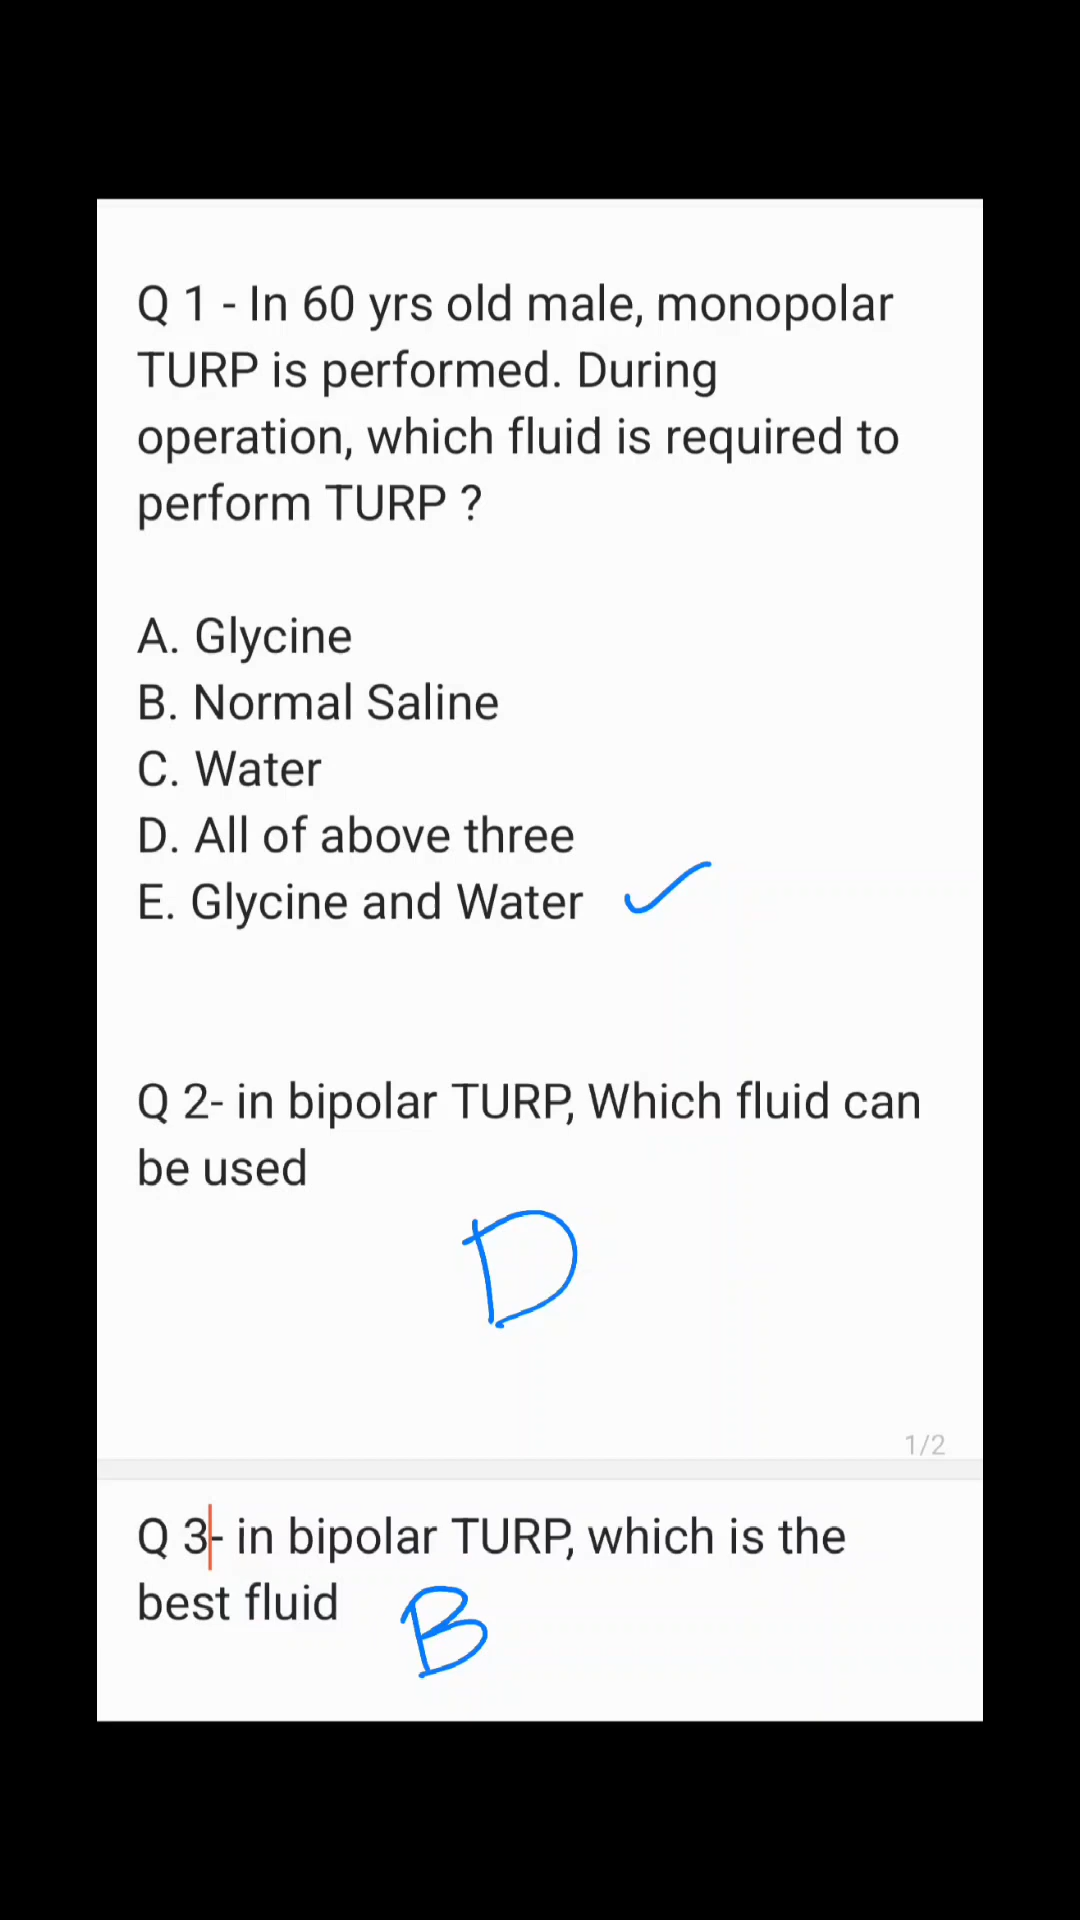 Q 1 - In 60 yrs old male, monopolar
TURP is performed. During
operation, which fluid is required to
perform TURP ?
A. Glycine
B. Normal Saline
C. Water
D. All of above three
E. Glycine and Water
Q 2- in bipolar TURP, Which fluid can
be used
D
1/2
Q 3- in bipolar TURP, which is the
best fluid
B